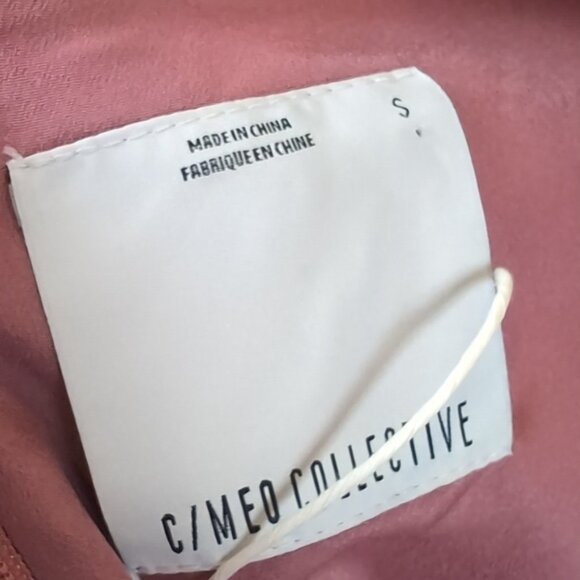 S
MADE IN CHINA
FABRIQUE EN CHINE
C/MEO COLLECTIVE